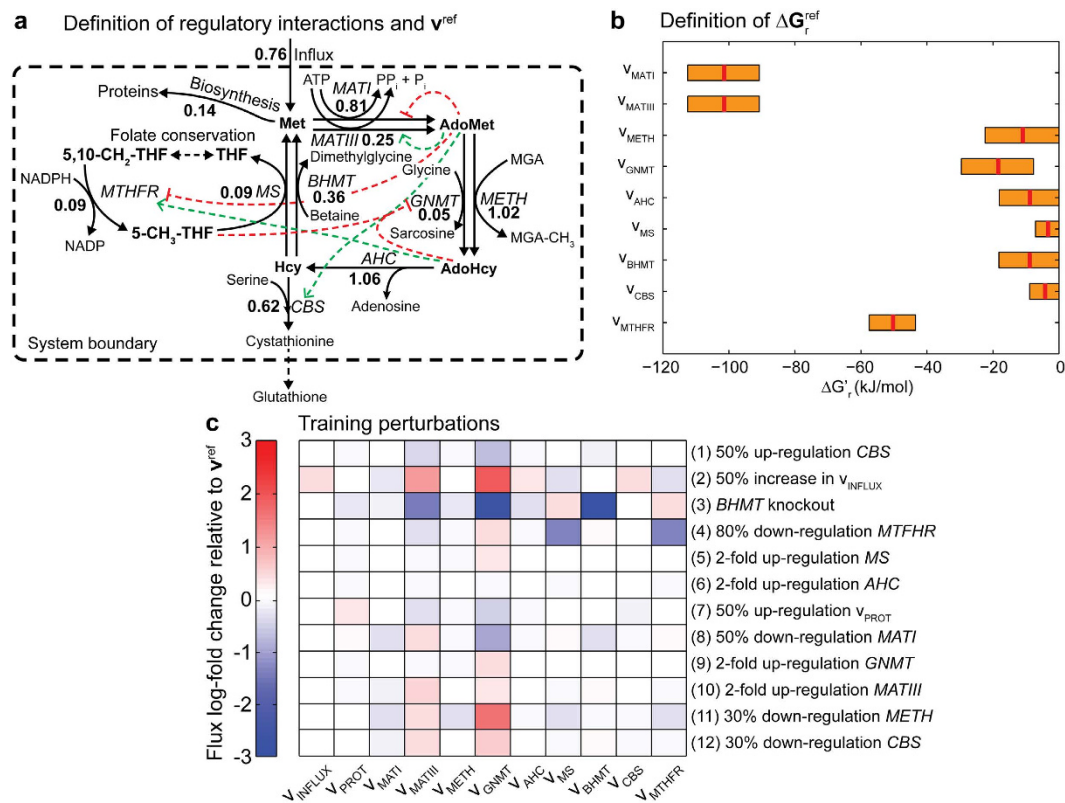 a Definition of regulatory interactions and v^ref
0.76 Influx
Proteins
Biosynthesis
0.14
ATP
MATI
PP_i + P_i
0.81
Met
AdoMet
MATIII 0.25
Folate conservation
Dimethylglycine
5,10-CH2-THF
THF
Glycine
MGA
NADPH
MTHFR
0.09 MS
BHMT
0.36
GNMT
METH
0.09
Betaine
0.05
1.02
NADP
5-CH3-THF
Sarcosine
MGA-CH3
Hcy
AHC
AdoHcy
Serine
1.06
0.62
CBS
Adenosine
Cystathionine
System boundary
Glutathione
b Definition of ΔG_r^ref
V_MATI
V_MATIII
V_METH
V_GNMT
V_AHC
V_MS
V_BHMT
V_CBS
V_MTHFR
−120 −100 −80 −60 −40 −20 0
ΔG'_r (kJ/mol)
c Training perturbations
Flux log-fold change relative to v^ref
3
2
1
0
-1
-2
-3
(1) 50% up-regulation CBS
(2) 50% increase in v_INFLUX
(3) BHMT knockout
(4) 80% down-regulation MTFHR
(5) 2-fold up-regulation MS
(6) 2-fold up-regulation AHC
(7) 50% up-regulation v_PROT
(8) 50% down-regulation MATI
(9) 2-fold up-regulation GNMT
(10) 2-fold up-regulation MATIII
(11) 30% down-regulation METH
(12) 30% down-regulation CBS
V_INFLUX
V_PROT
V_MATI
V_MATIII
V_METH
V_GNMT
V_AHC
V_MS
V_BHMT
V_CBS
V_MTHFR